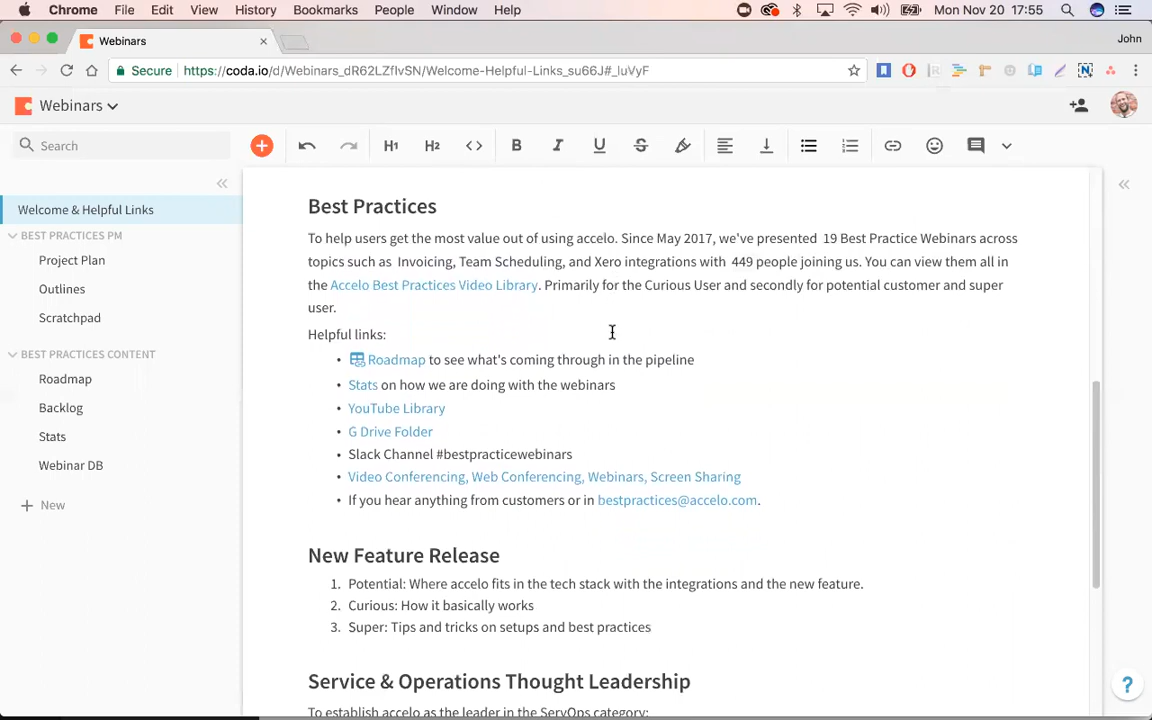 Chrome File Edit View History Bookmarks People Window Help Mon Nov 20 17:55
Webinars John
Secure https://coda.io/d/Webinars_dR62LZfIvSN/Welcome-Helpful-Links_su66J#_luVyF
Webinars
Search
H1 H2 <> B I U S
Welcome & Helpful Links
BEST PRACTICES PM
Project Plan
Outlines
Scratchpad
BEST PRACTICES CONTENT
Roadmap
Backlog
Stats
Webinar DB
New
Best Practices
To help users get the most value out of using accelo. Since May 2017, we've presented 19 Best Practice Webinars across
topics such as Invoicing, Team Scheduling, and Xero integrations with 449 people joining us. You can view them all in
the Accelo Best Practices Video Library. Primarily for the Curious User and secondly for potential customer and super
user.
Helpful links:
• Roadmap to see what's coming through in the pipeline
• Stats on how we are doing with the webinars
• YouTube Library
• G Drive Folder
• Slack Channel #bestpracticewebinars
• Video Conferencing, Web Conferencing, Webinars, Screen Sharing
• If you hear anything from customers or in bestpractices@accelo.com.
New Feature Release
1. Potential: Where accelo fits in the tech stack with the integrations and the new feature.
2. Curious: How it basically works
3. Super: Tips and tricks on setups and best practices
Service & Operations Thought Leadership
To establish accelo as the leader in the ServOps category:
?